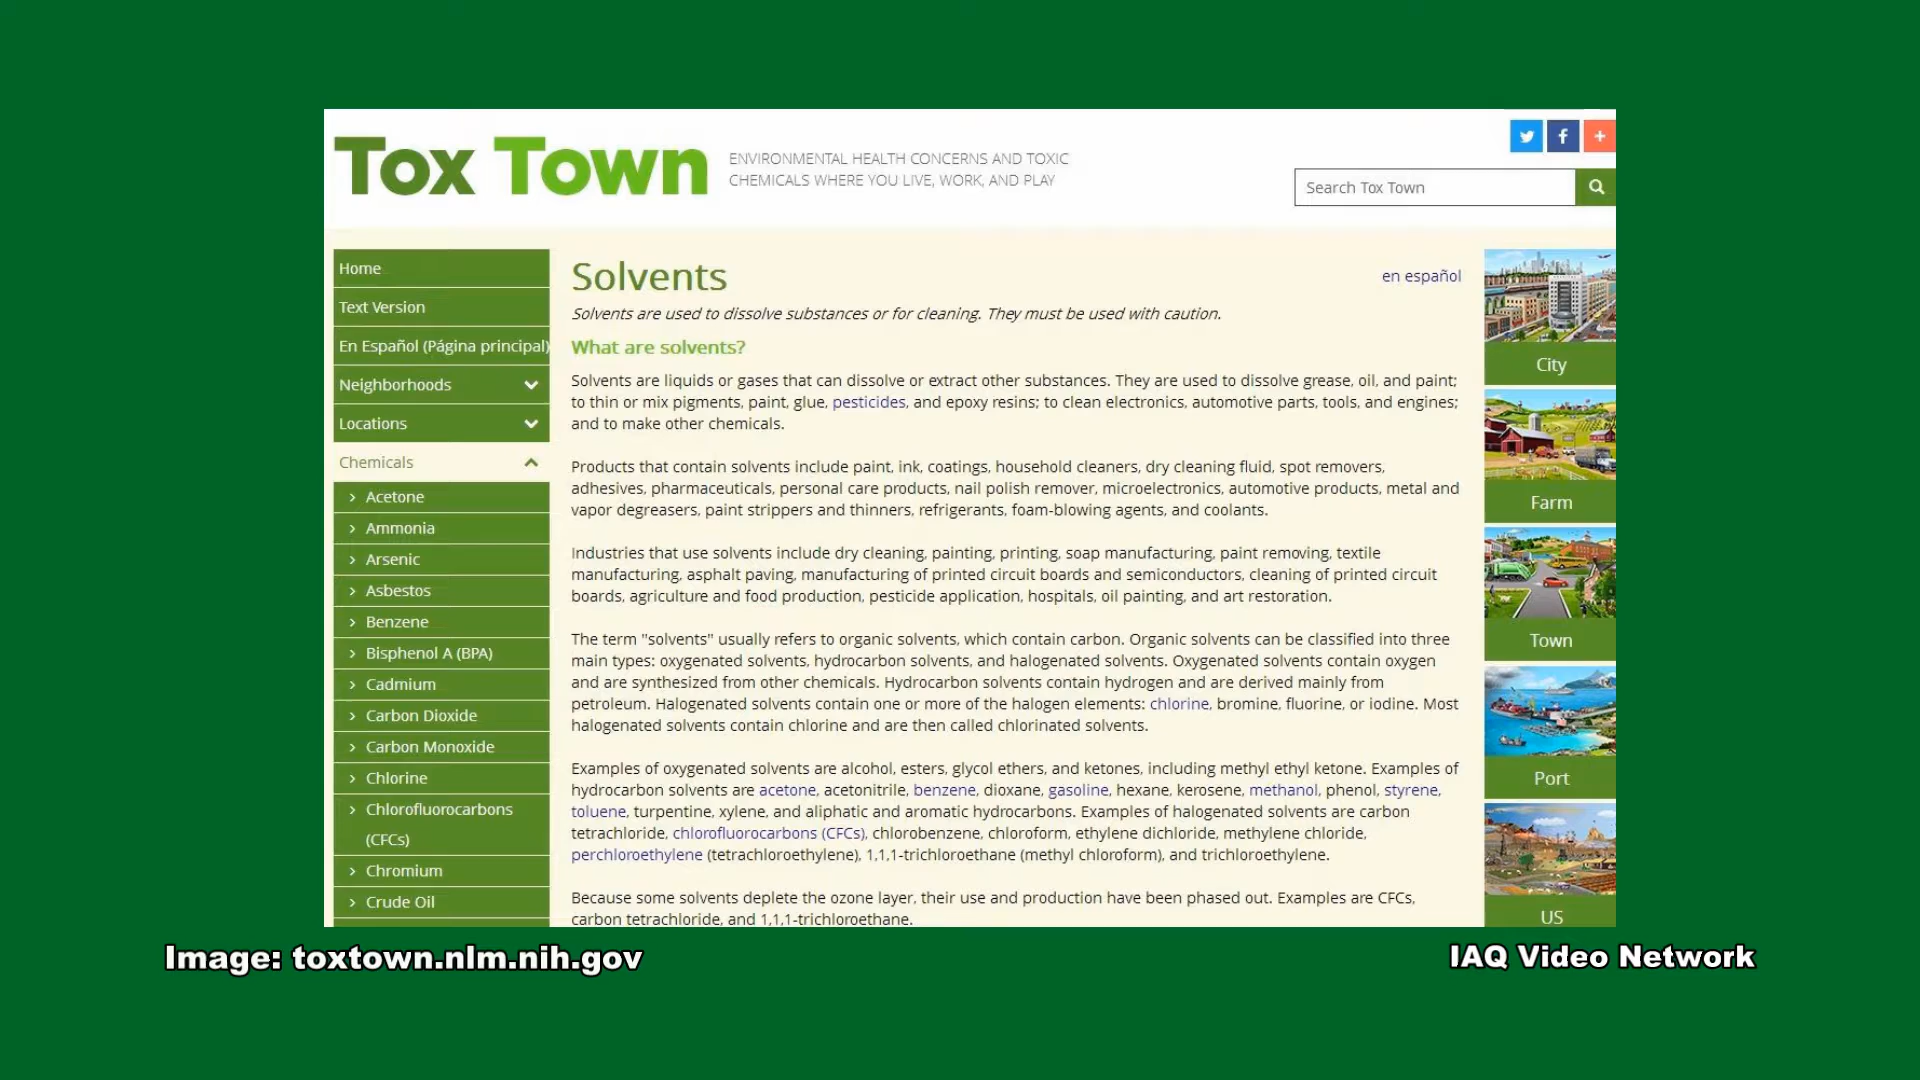 Tox Town
ENVIRONMENTAL HEALTH CONCERNS AND TOXIC
CHEMICALS WHERE YOU LIVE, WORK, AND PLAY
Search Tox Town
Home
Text Version
En Español (Página principal)
Neighborhoods
Locations
Chemicals
Acetone
Ammonia
Arsenic
Asbestos
Benzene
Bisphenol A (BPA)
Cadmium
Carbon Dioxide
Carbon Monoxide
Chlorine
Chlorofluorocarbons
(CFCs)
Chromium
Crude Oil
Solvents
en español
Solvents are used to dissolve substances or for cleaning. They must be used with caution.
What are solvents?
Solvents are liquids or gases that can dissolve or extract other substances. They are used to dissolve grease, oil, and paint;
to thin or mix pigments, paint, glue, pesticides, and epoxy resins; to clean electronics, automotive parts, tools, and engines;
and to make other chemicals.
Products that contain solvents include paint, ink, coatings, household cleaners, dry cleaning fluid, spot removers,
adhesives, pharmaceuticals, personal care products, nail polish remover, microelectronics, automotive products, metal and
vapor degreasers, paint strippers and thinners, refrigerants, foam-blowing agents, and coolants.
Industries that use solvents include dry cleaning, painting, printing, soap manufacturing, paint removing, textile
manufacturing, asphalt paving, manufacturing of printed circuit boards and semiconductors, cleaning of printed circuit
boards, agriculture and food production, pesticide application, hospitals, oil painting, and art restoration.
The term "solvents" usually refers to organic solvents, which contain carbon. Organic solvents can be classified into three
main types: oxygenated solvents, hydrocarbon solvents, and halogenated solvents. Oxygenated solvents contain oxygen
and are synthesized from other chemicals. Hydrocarbon solvents contain hydrogen and are derived mainly from
petroleum. Halogenated solvents contain one or more of the halogen elements: chlorine, bromine, fluorine, or iodine. Most
halogenated solvents contain chlorine and are then called chlorinated solvents.
Examples of oxygenated solvents are alcohol, esters, glycol ethers, and ketones, including methyl ethyl ketone. Examples of
hydrocarbon solvents are acetone, acetonitrile, benzene, dioxane, gasoline, hexane, kerosene, methanol, phenol, styrene,
toluene, turpentine, xylene, and aliphatic and aromatic hydrocarbons. Examples of halogenated solvents are carbon
tetrachloride, chlorofluorocarbons (CFCs), chlorobenzene, chloroform, ethylene dichloride, methylene chloride,
perchloroethylene (tetrachloroethylene), 1,1,1-trichloroethane (methyl chloroform), and trichloroethylene.
Because some solvents deplete the ozone layer, their use and production have been phased out. Examples are CFCs,
carbon tetrachloride, and 1,1,1-trichloroethane.
City
Farm
Town
Port
US
Image: toxtown.nlm.nih.gov
IAQ Video Network